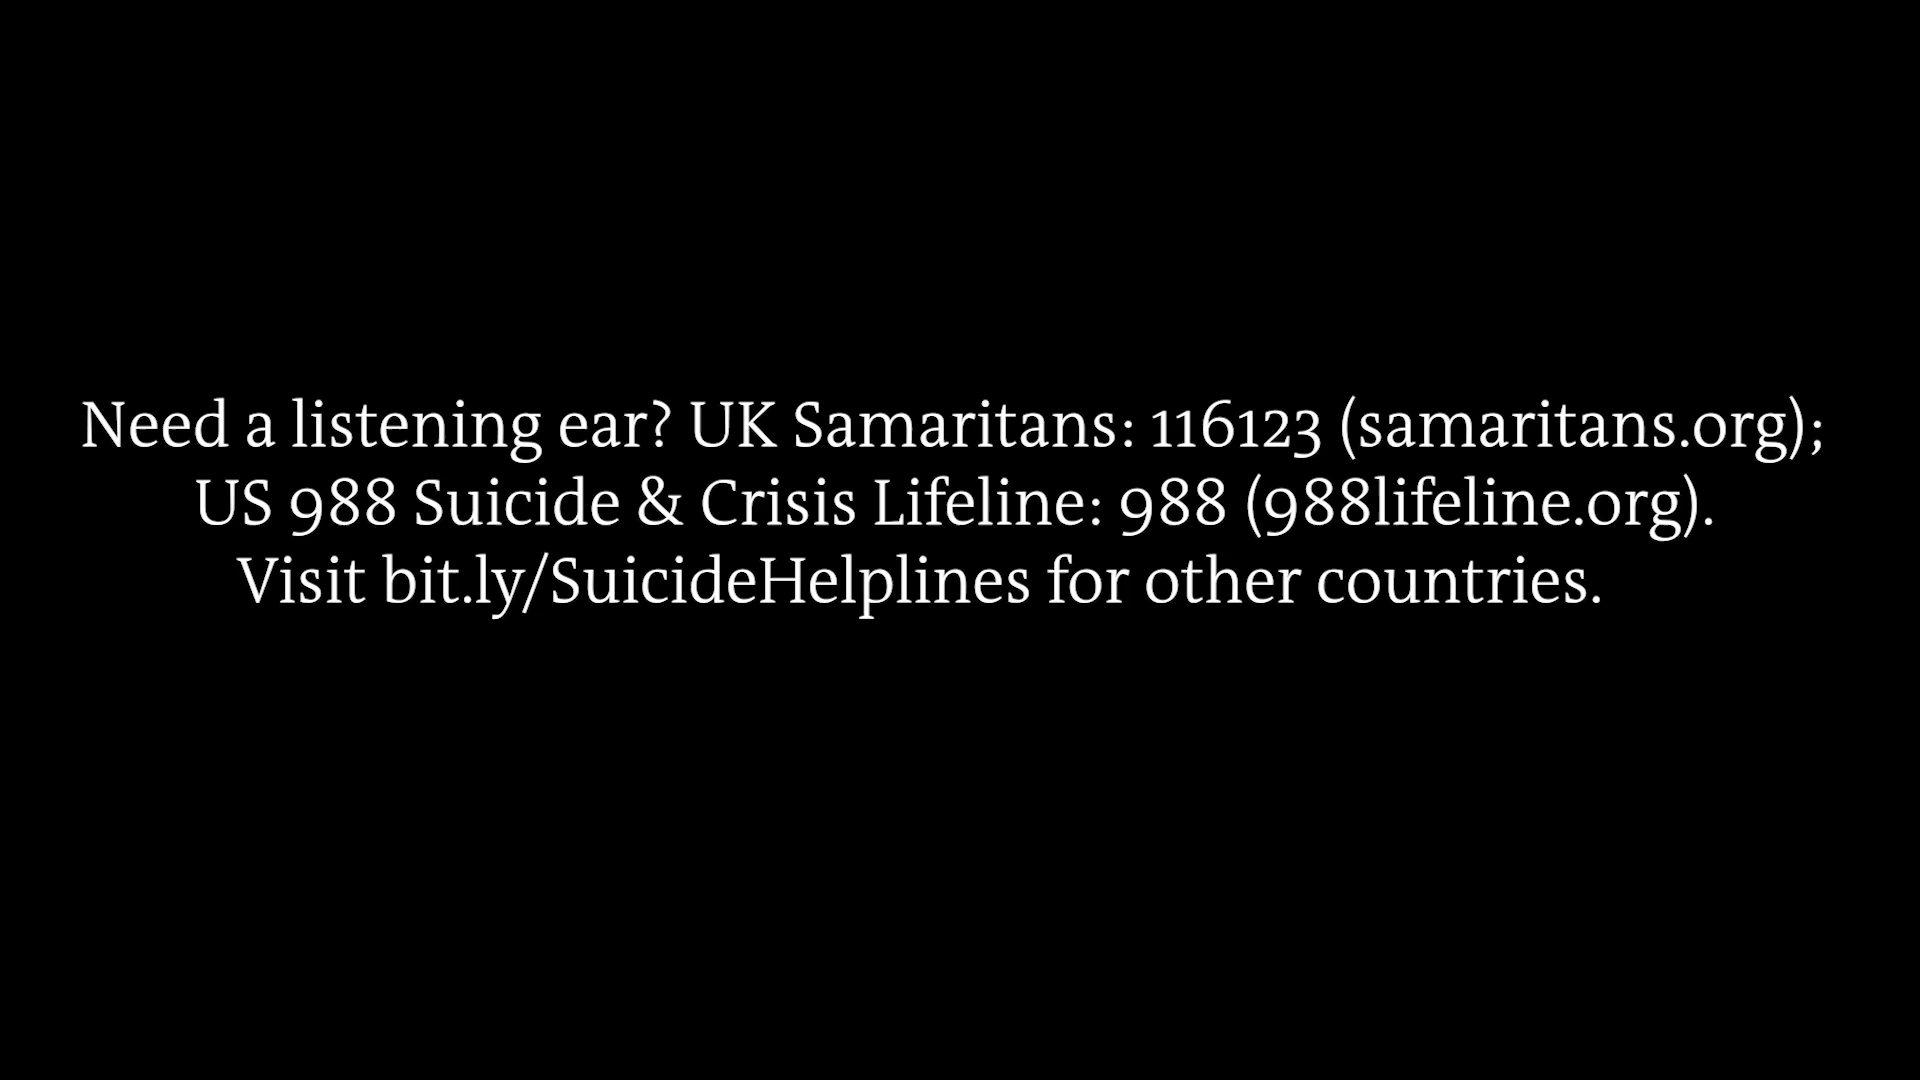 Need a listening ear? UK Samaritans: 116123 (samaritans.org);
US 988 Suicide & Crisis Lifeline: 988 (988lifeline.org).
Visit bit.ly/SuicideHelplines for other countries.